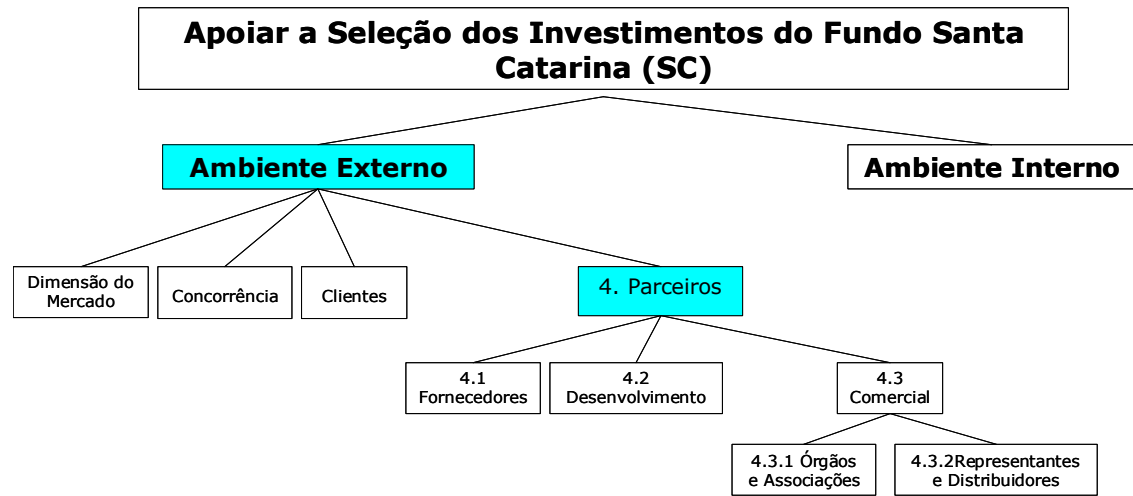 Apoiar a Seleção dos Investimentos do Fundo Santa
Catarina (SC)
Ambiente Externo
Ambiente Interno
Dimensão do
Mercado
Concorrência
Clientes
4. Parceiros
4.1
Fornecedores
4.2
Desenvolvimento
4.3
Comercial
4.3.1 Órgãos
e Associações
4.3.2Representantes
e Distribuidores